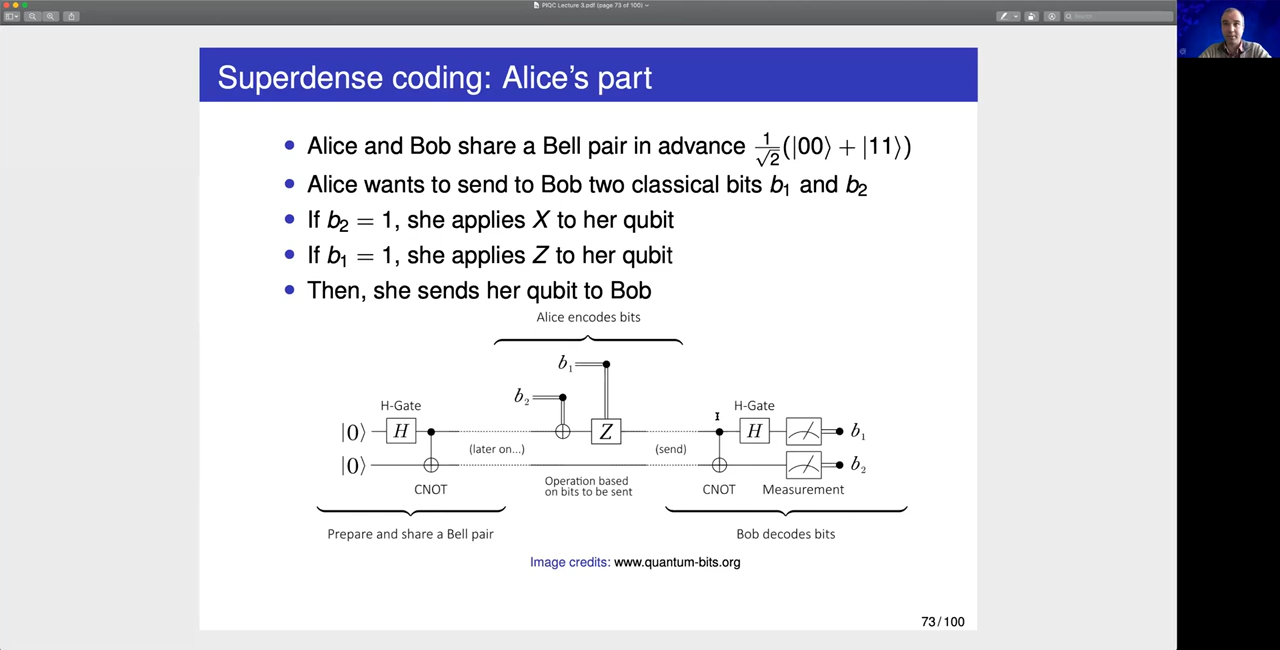 PIQC Lecture 3.pdf (page 73 of 100)
Search
Superdense coding: Alice's part
• Alice and Bob share a Bell pair in advance 1/√2(|00⟩ + |11⟩)
• Alice wants to send to Bob two classical bits b₁ and b₂
• If b₂ = 1, she applies X to her qubit
• If b₁ = 1, she applies Z to her qubit
• Then, she sends her qubit to Bob
Alice encodes bits
b₁
b₂
H-Gate
H-Gate
|0⟩ H Z H b₁
(later on...)
(send)
|0⟩ b₂
Operation based
on bits to be sent
CNOT
CNOT
Measurement
Prepare and share a Bell pair
Bob decodes bits
Image credits: www.quantum-bits.org
73 / 100